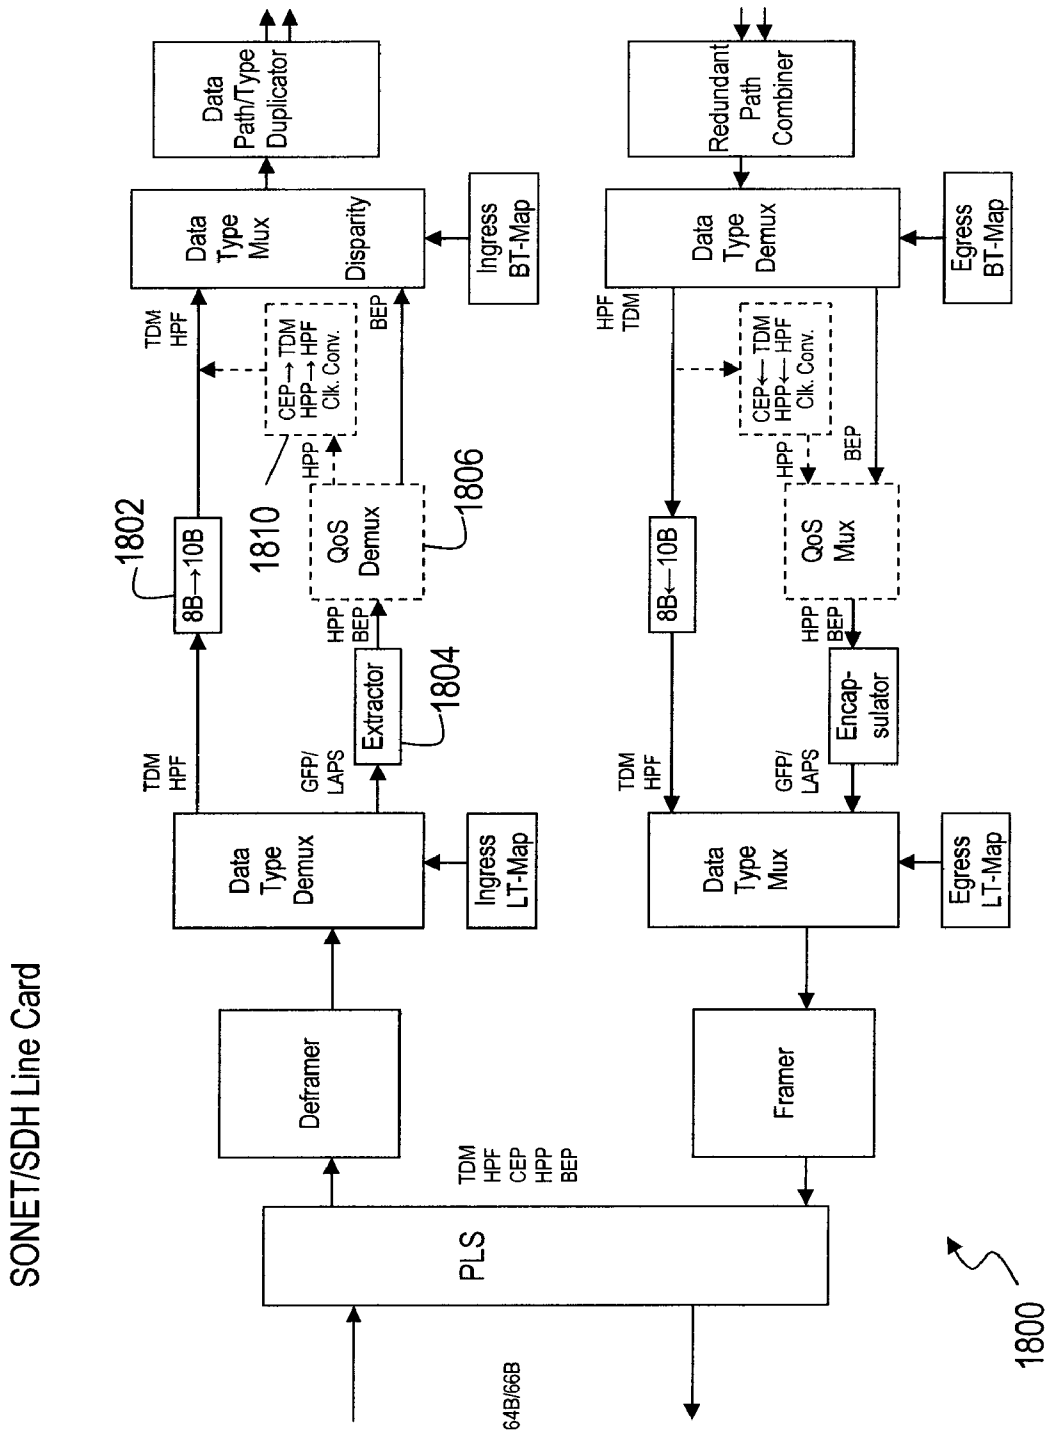 SONET/SDH Line Card
64B/66B
PLS
TDM
HPF
CEP
HPP
BEP
Deframer
Data
Type
Demux
Ingress
LT-Map
TDM
HPF
8B→10B
1802
TDM
HPF
GFP/
LAPS
Extractor
1804
HPP
BEP
QoS
Demux
1806
HPP
CEP→TDM
HPP→HPF
Clk. Conv.
1810
BEP
Data
Type
Mux
Disparity
Ingress
BT-Map
Data
Path/Type
Duplicator
Redundant
Path
Combiner
Data
Type
Demux
Egress
BT-Map
HPF
TDM
CEP←TDM
HPP←HPF
Clk. Conv.
HPP
BEP
8B←10B
QoS
Mux
HPP
BEP
Encap-
sulator
TDM
HPF
GFP/
LAPS
Data
Type
Mux
Egress
LT-Map
Framer
1800